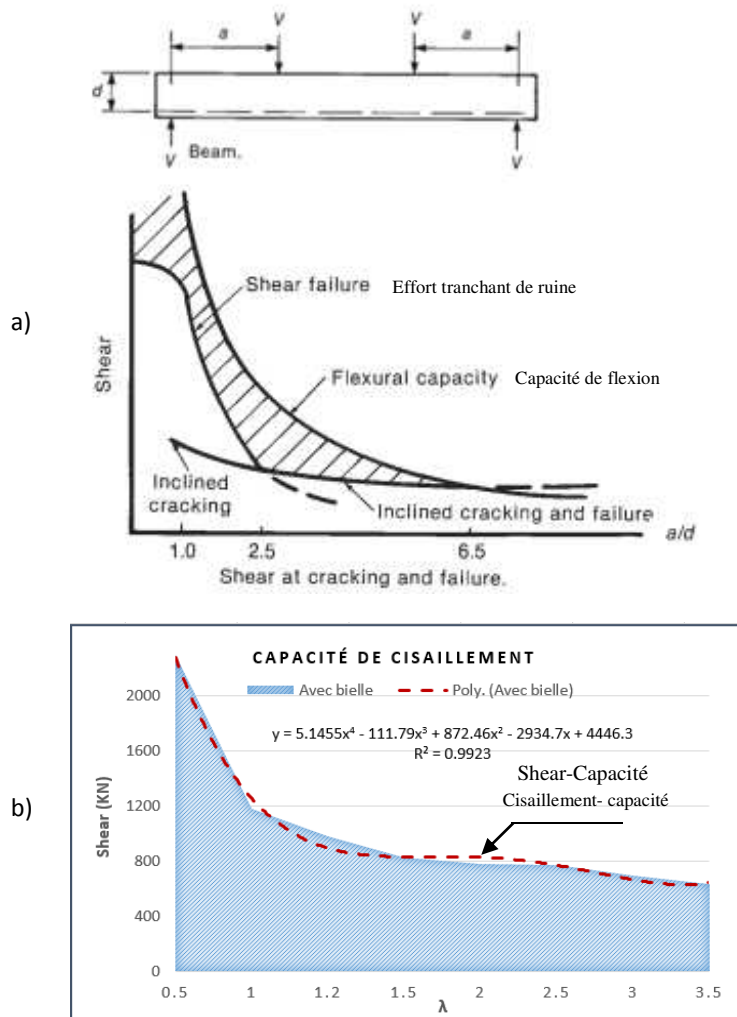 V V
a a
d
V Beam. V
a)
Shear failure Effort tranchant de ruine
Shear
Flexural capacity Capacité de flexion
Inclined
cracking
Inclined cracking and failure
a/d
1.0 2.5 6.5
Shear at cracking and failure.
b)
CAPACITÉ DE CISAILLEMENT
Avec bielle Poly. (Avec bielle)
y = 5.1455x⁴ - 111.79x³ + 872.46x² - 2934.7x + 4446.3
R² = 0.9923
Shear-Capacité
Cisaillement- capacité
Shear (KN)
2000
1600
1200
800
400
0
0.5 1 1.2 1.5 2 2.5 3 3.5
λ